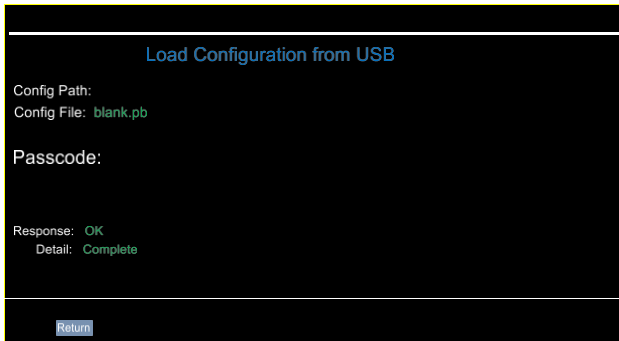 Load Configuration from USB
Config Path:
Config File: blank.pb
Passcode:
Response: OK
Detail: Complete
Return